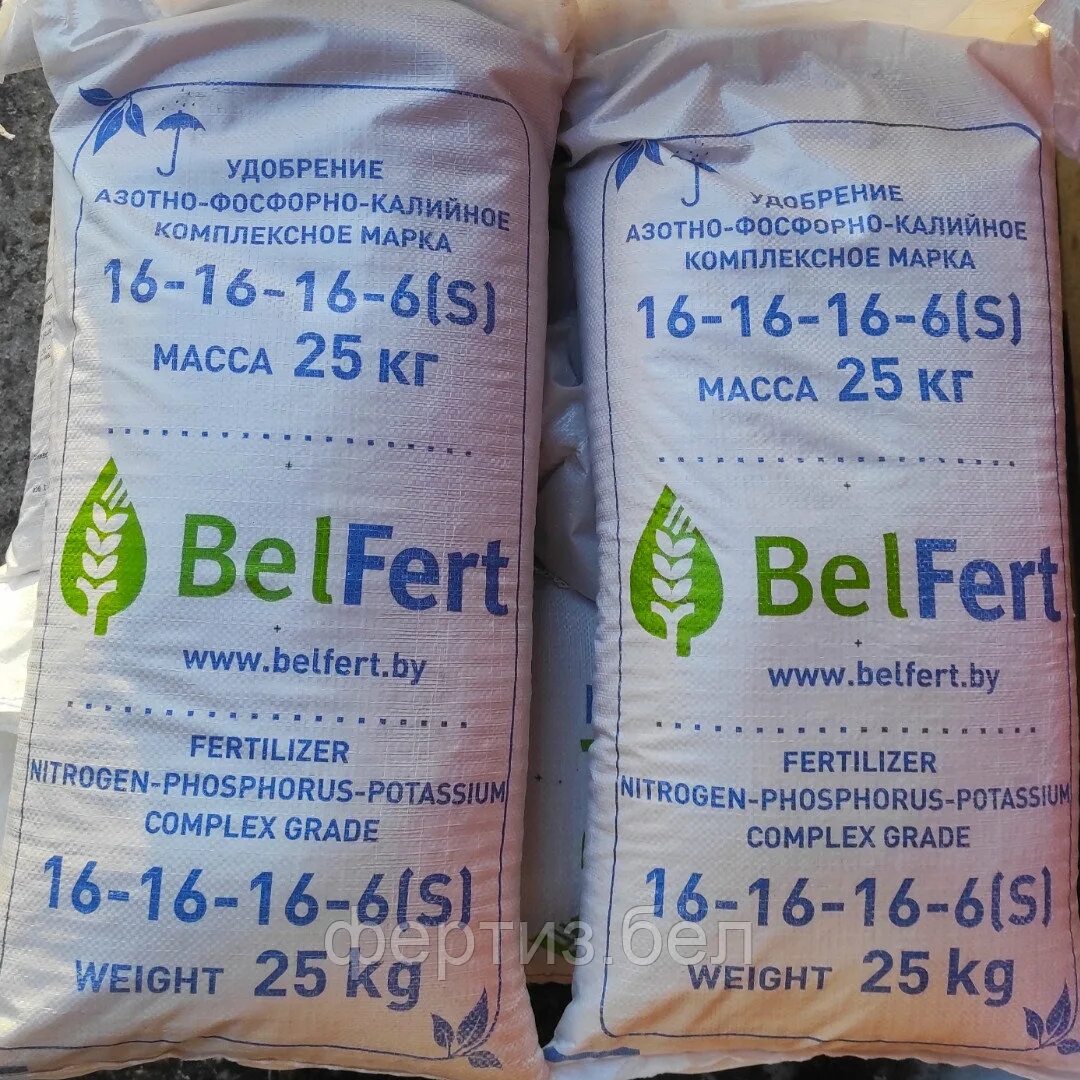 УДОБРЕНИЕ
АЗОТНО-ФОСФОРНО-КАЛИЙНОЕ
КОМПЛЕКСНОЕ МАРКА
16-16-16-6(S)
МАССА 25 КГ
BelFert
www.belfert.by
FERTILIZER
NITROGEN-PHOSPHORUS-POTASSIUM
COMPLEX GRADE
16-16-16-6(S)
WEIGHT 25 kg
УДОБРЕНИЕ
АЗОТНО-ФОСФОРНО-КАЛИЙНОЕ
КОМПЛЕКСНОЕ МАРКА
16-16-16-6(S)
МАССА 25 КГ
BelFert
www.belfert.by
FERTILIZER
NITROGEN-PHOSPHORUS-POTASSIUM
COMPLEX GRADE
16-16-16-6(S)
WEIGHT 25 kg
фертиз.бел